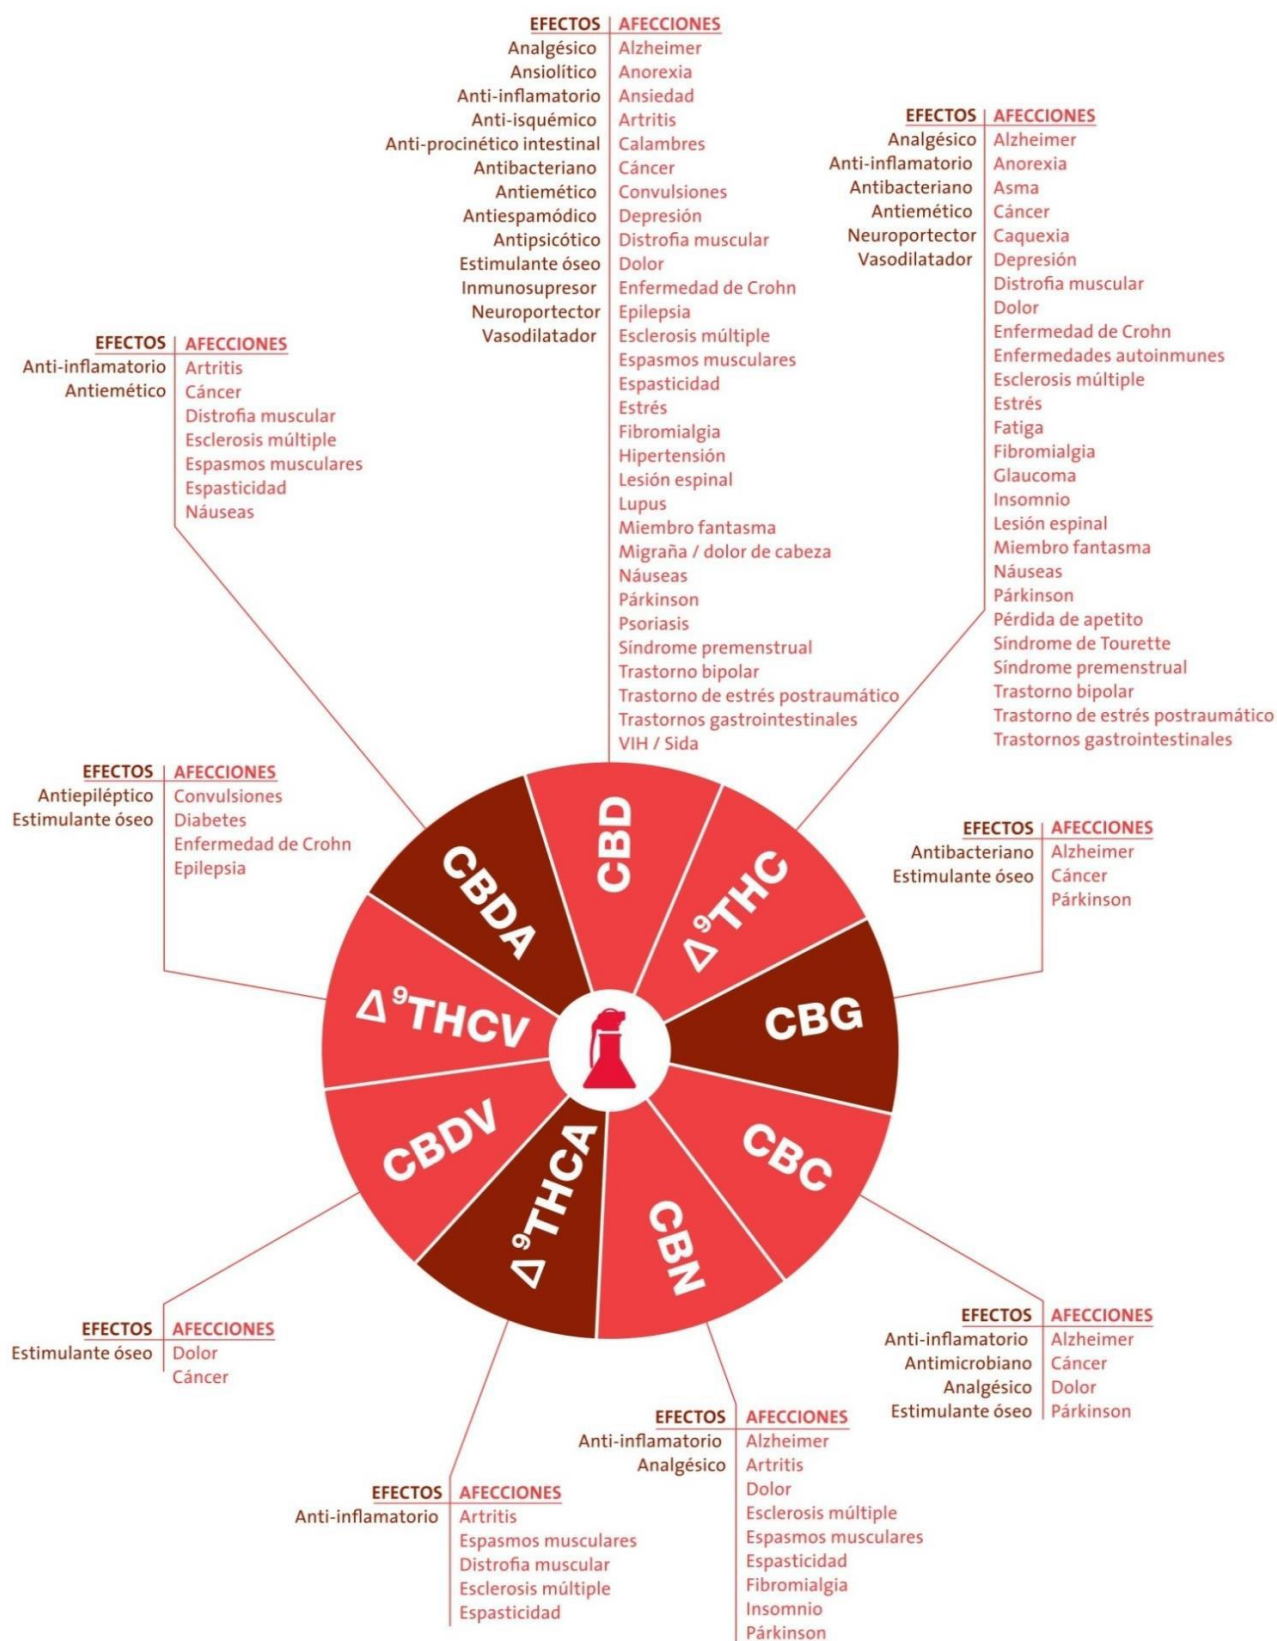 EFECTOS AFECCIONES
Analgésico Alzheimer
Ansiolítico Anorexia
Anti-inflamatorio Ansiedad
Anti-isquémico Artritis
Anti-procinético intestinal Calambres
Antibacteriano Cáncer
Antiemético Convulsiones
Antiespamódico Depresión
Antipsicótico Distrofia muscular
Estimulante óseo Dolor
Inmunosupresor Enfermedad de Crohn
Neuroportector Epilepsia
Vasodilatador Esclerosis múltiple
Espasmos musculares
Espasticidad
Estrés
Fibromialgia
Hipertensión
Lesión espinal
Lupus
Miembro fantasma
Migraña / dolor de cabeza
Náuseas
Párkinson
Psoriasis
Síndrome premenstrual
Trastorno bipolar
Trastorno de estrés postraumático
Trastornos gastrointestinales
VIH / Sida
EFECTOS AFECCIONES
Analgésico Alzheimer
Anti-inflamatorio Anorexia
Antibacteriano Asma
Antiemético Cáncer
Neuroportector Caquexia
Vasodilatador Depresión
Distrofia muscular
Dolor
Enfermedad de Crohn
Enfermedades autoinmunes
Esclerosis múltiple
Estrés
Fatiga
Fibromialgia
Glaucoma
Insomnio
Lesión espinal
Miembro fantasma
Náuseas
Párkinson
Pérdida de apetito
Síndrome de Tourette
Síndrome premenstrual
Trastorno bipolar
Trastorno de estrés postraumático
Trastornos gastrointestinales
EFECTOS AFECCIONES
Anti-inflamatorio Artritis
Antiemético Cáncer
Distrofia muscular
Esclerosis múltiple
Espasmos musculares
Espasticidad
Náuseas
EFECTOS AFECCIONES
Antiepiléptico Convulsiones
Estimulante óseo Diabetes
Enfermedad de Crohn
Epilepsia
EFECTOS AFECCIONES
Antibacteriano Alzheimer
Estimulante óseo Cáncer
Párkinson
CBD
Δ⁹THC
CBG
CBC
CBN
Δ⁹THCA
CBDV
Δ⁹THCV
CBDA
EFECTOS AFECCIONES
Estimulante óseo Dolor
Cáncer
EFECTOS AFECCIONES
Anti-inflamatorio Alzheimer
Antimicrobiano Cáncer
Analgésico Dolor
Estimulante óseo Párkinson
EFECTOS AFECCIONES
Anti-inflamatorio Alzheimer
Analgésico Artritis
Dolor
Esclerosis múltiple
Espasmos musculares
Espasticidad
Fibromialgia
Insomnio
Párkinson
EFECTOS AFECCIONES
Anti-inflamatorio Artritis
Espasmos musculares
Distrofia muscular
Esclerosis múltiple
Espasticidad